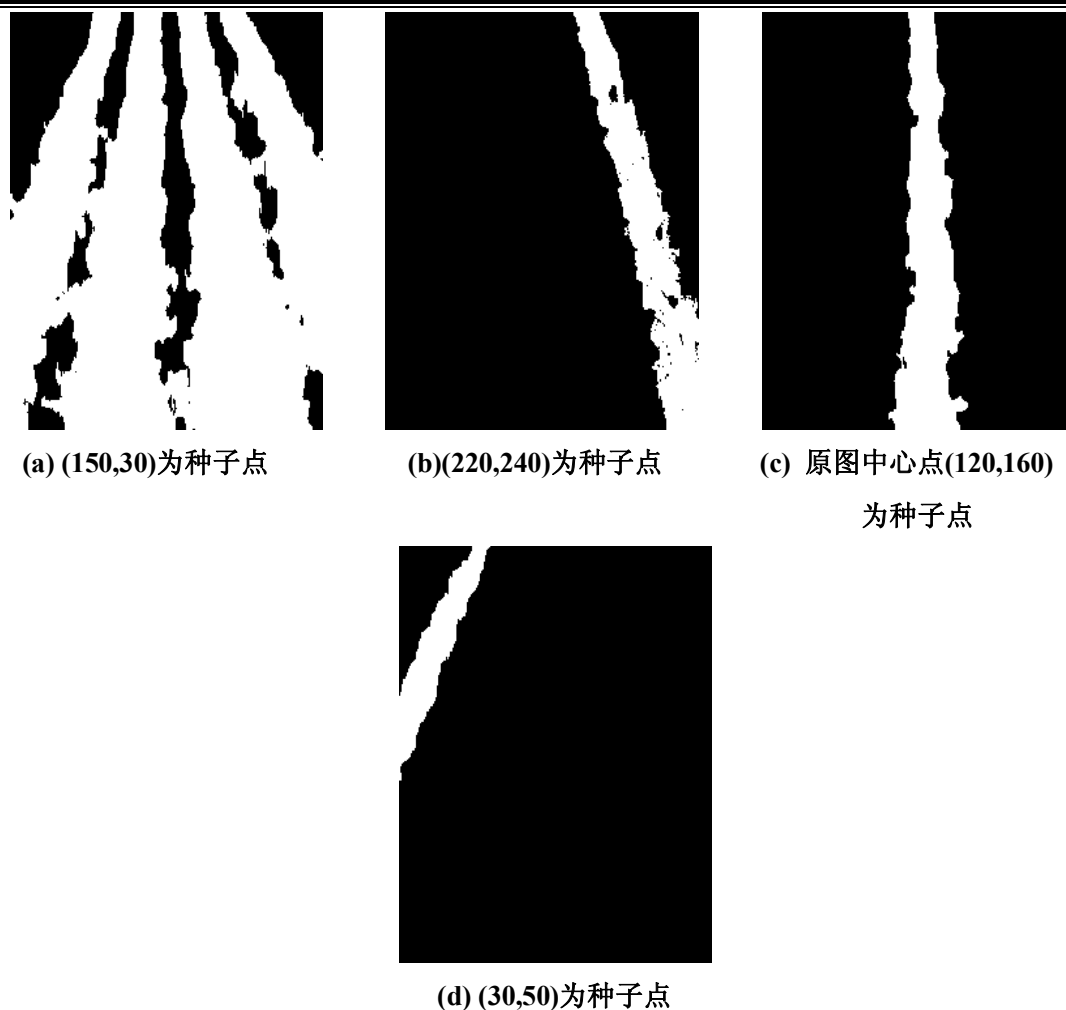 (a) (150,30)为种子点
(b)(220,240)为种子点
(c) 原图中心点(120,160)
为种子点
(d) (30,50)为种子点